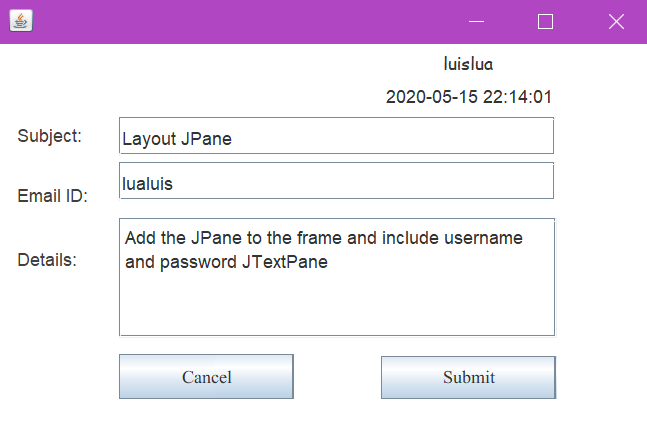 luislua
2020-05-15 22:14:01
Subject:
Layout JPane
Email ID:
lualuis
Details:
Add the JPane to the frame and include username
and password JTextPane
Cancel
Submit